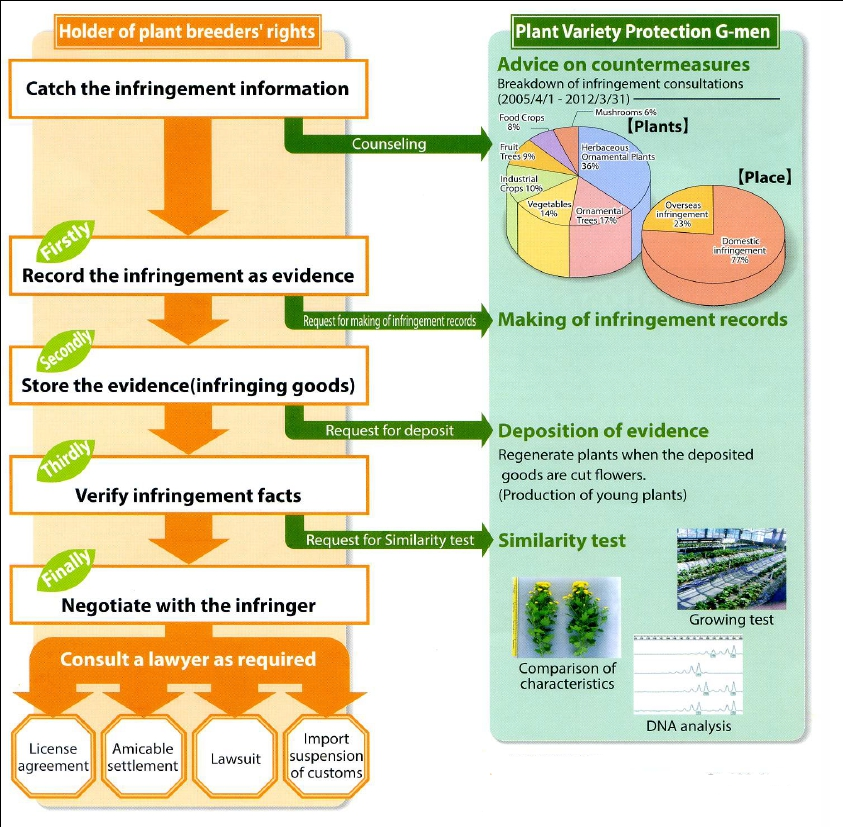 Holder of plant breeders' rights
Catch the infringement information
Firstly
Record the infringement as evidence
Secondly
Store the evidence(infringing goods)
Thirdly
Verify infringement facts
Finally
Negotiate with the infringer
Consult a lawyer as required
License
agreement
Amicable
settlement
Lawsuit
Import
suspension
of customs
Counseling
Request for making of infringement records
Request for deposit
Request for Similarity test
Plant Variety Protection G-men
Advice on countermeasures
Breakdown of infringement consultations
(2005/4/1 - 2012/3/31)
【Plants】
Mushrooms 6%
Food Crops
8%
Fruit
Trees 9%
Industrial
Crops 10%
Vegetables
14%
Ornamental
Trees 17%
Herbaceous
Ornamental Plants
36%
【Place】
Overseas
infringement
23%
Domestic
infringement
77%
Making of infringement records
Deposition of evidence
Regenerate plants when the deposited
goods are cut flowers.
(Production of young plants)
Similarity test
Growing test
Comparison of
characteristics
DNA analysis